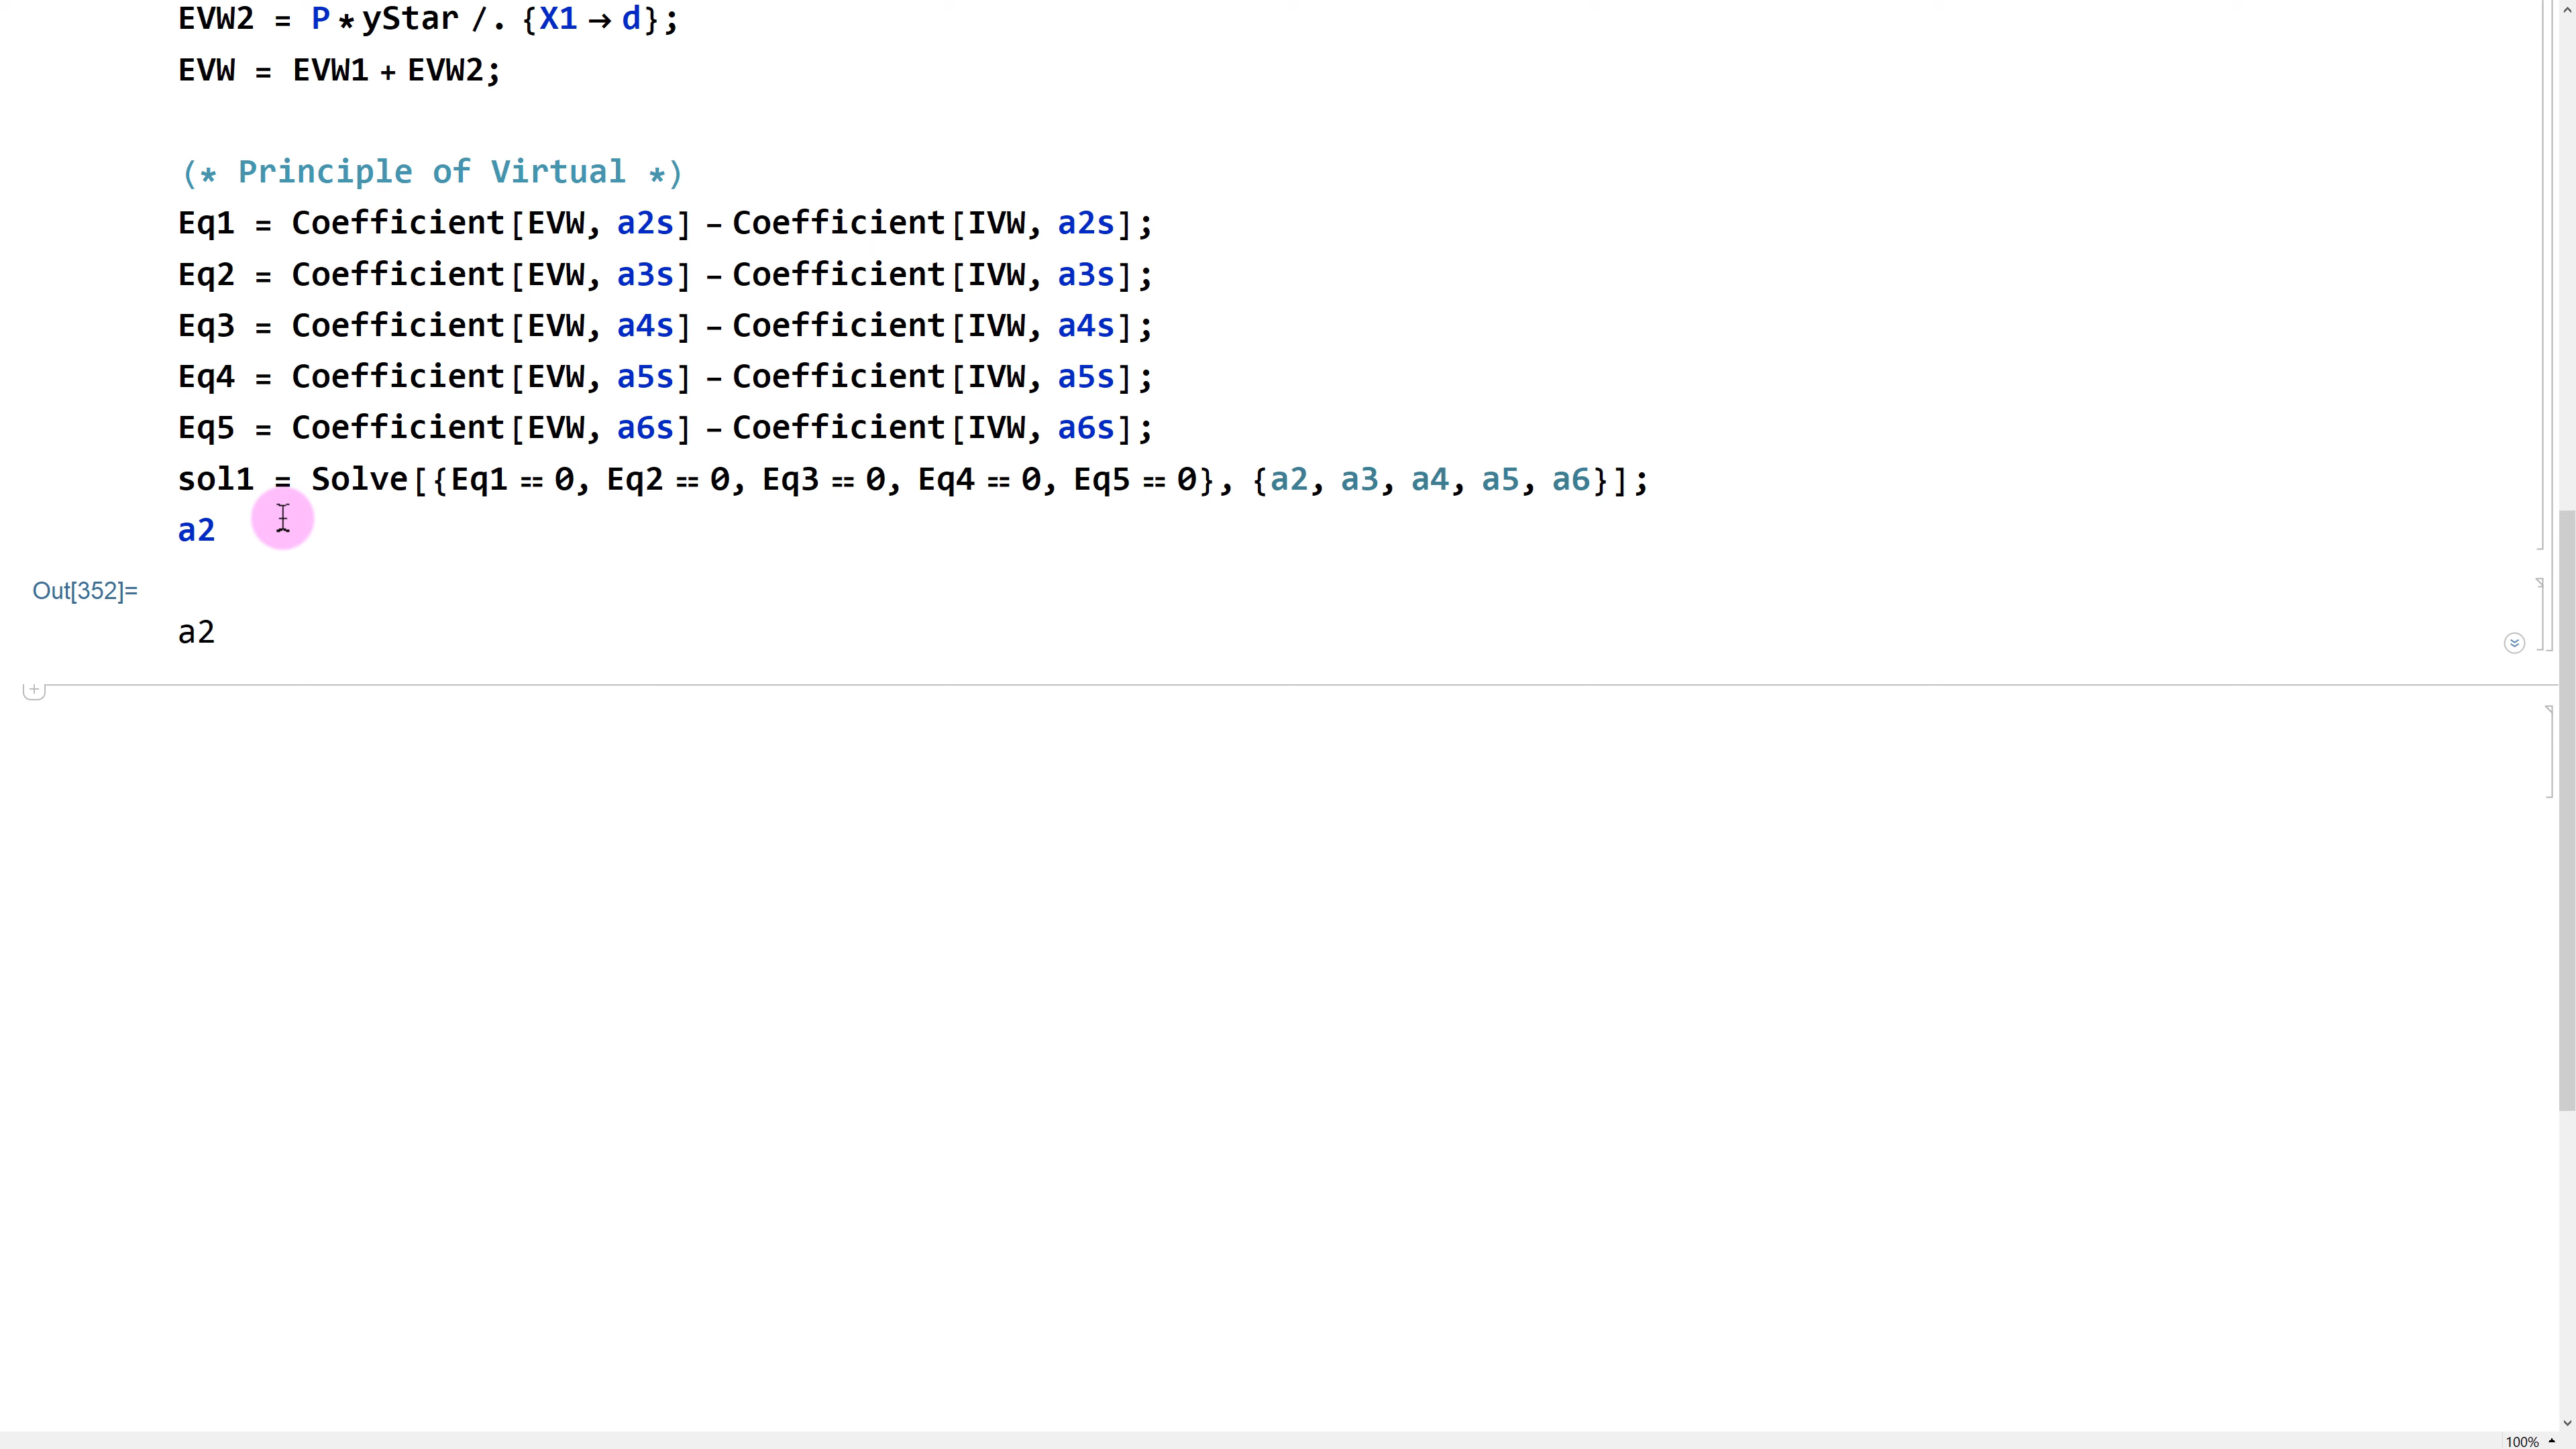 EVW2 = P * yStar /. {X1 → d};
EVW = EVW1 + EVW2;
(* Principle of Virtual *)
Eq1 = Coefficient[EVW, a2s] - Coefficient[IVW, a2s];
Eq2 = Coefficient[EVW, a3s] - Coefficient[IVW, a3s];
Eq3 = Coefficient[EVW, a4s] - Coefficient[IVW, a4s];
Eq4 = Coefficient[EVW, a5s] - Coefficient[IVW, a5s];
Eq5 = Coefficient[EVW, a6s] - Coefficient[IVW, a6s];
sol1 = Solve[{Eq1 == 0, Eq2 == 0, Eq3 == 0, Eq4 == 0, Eq5 == 0}, {a2, a3, a4, a5, a6}];
a2
Out[352]=
a2
100%